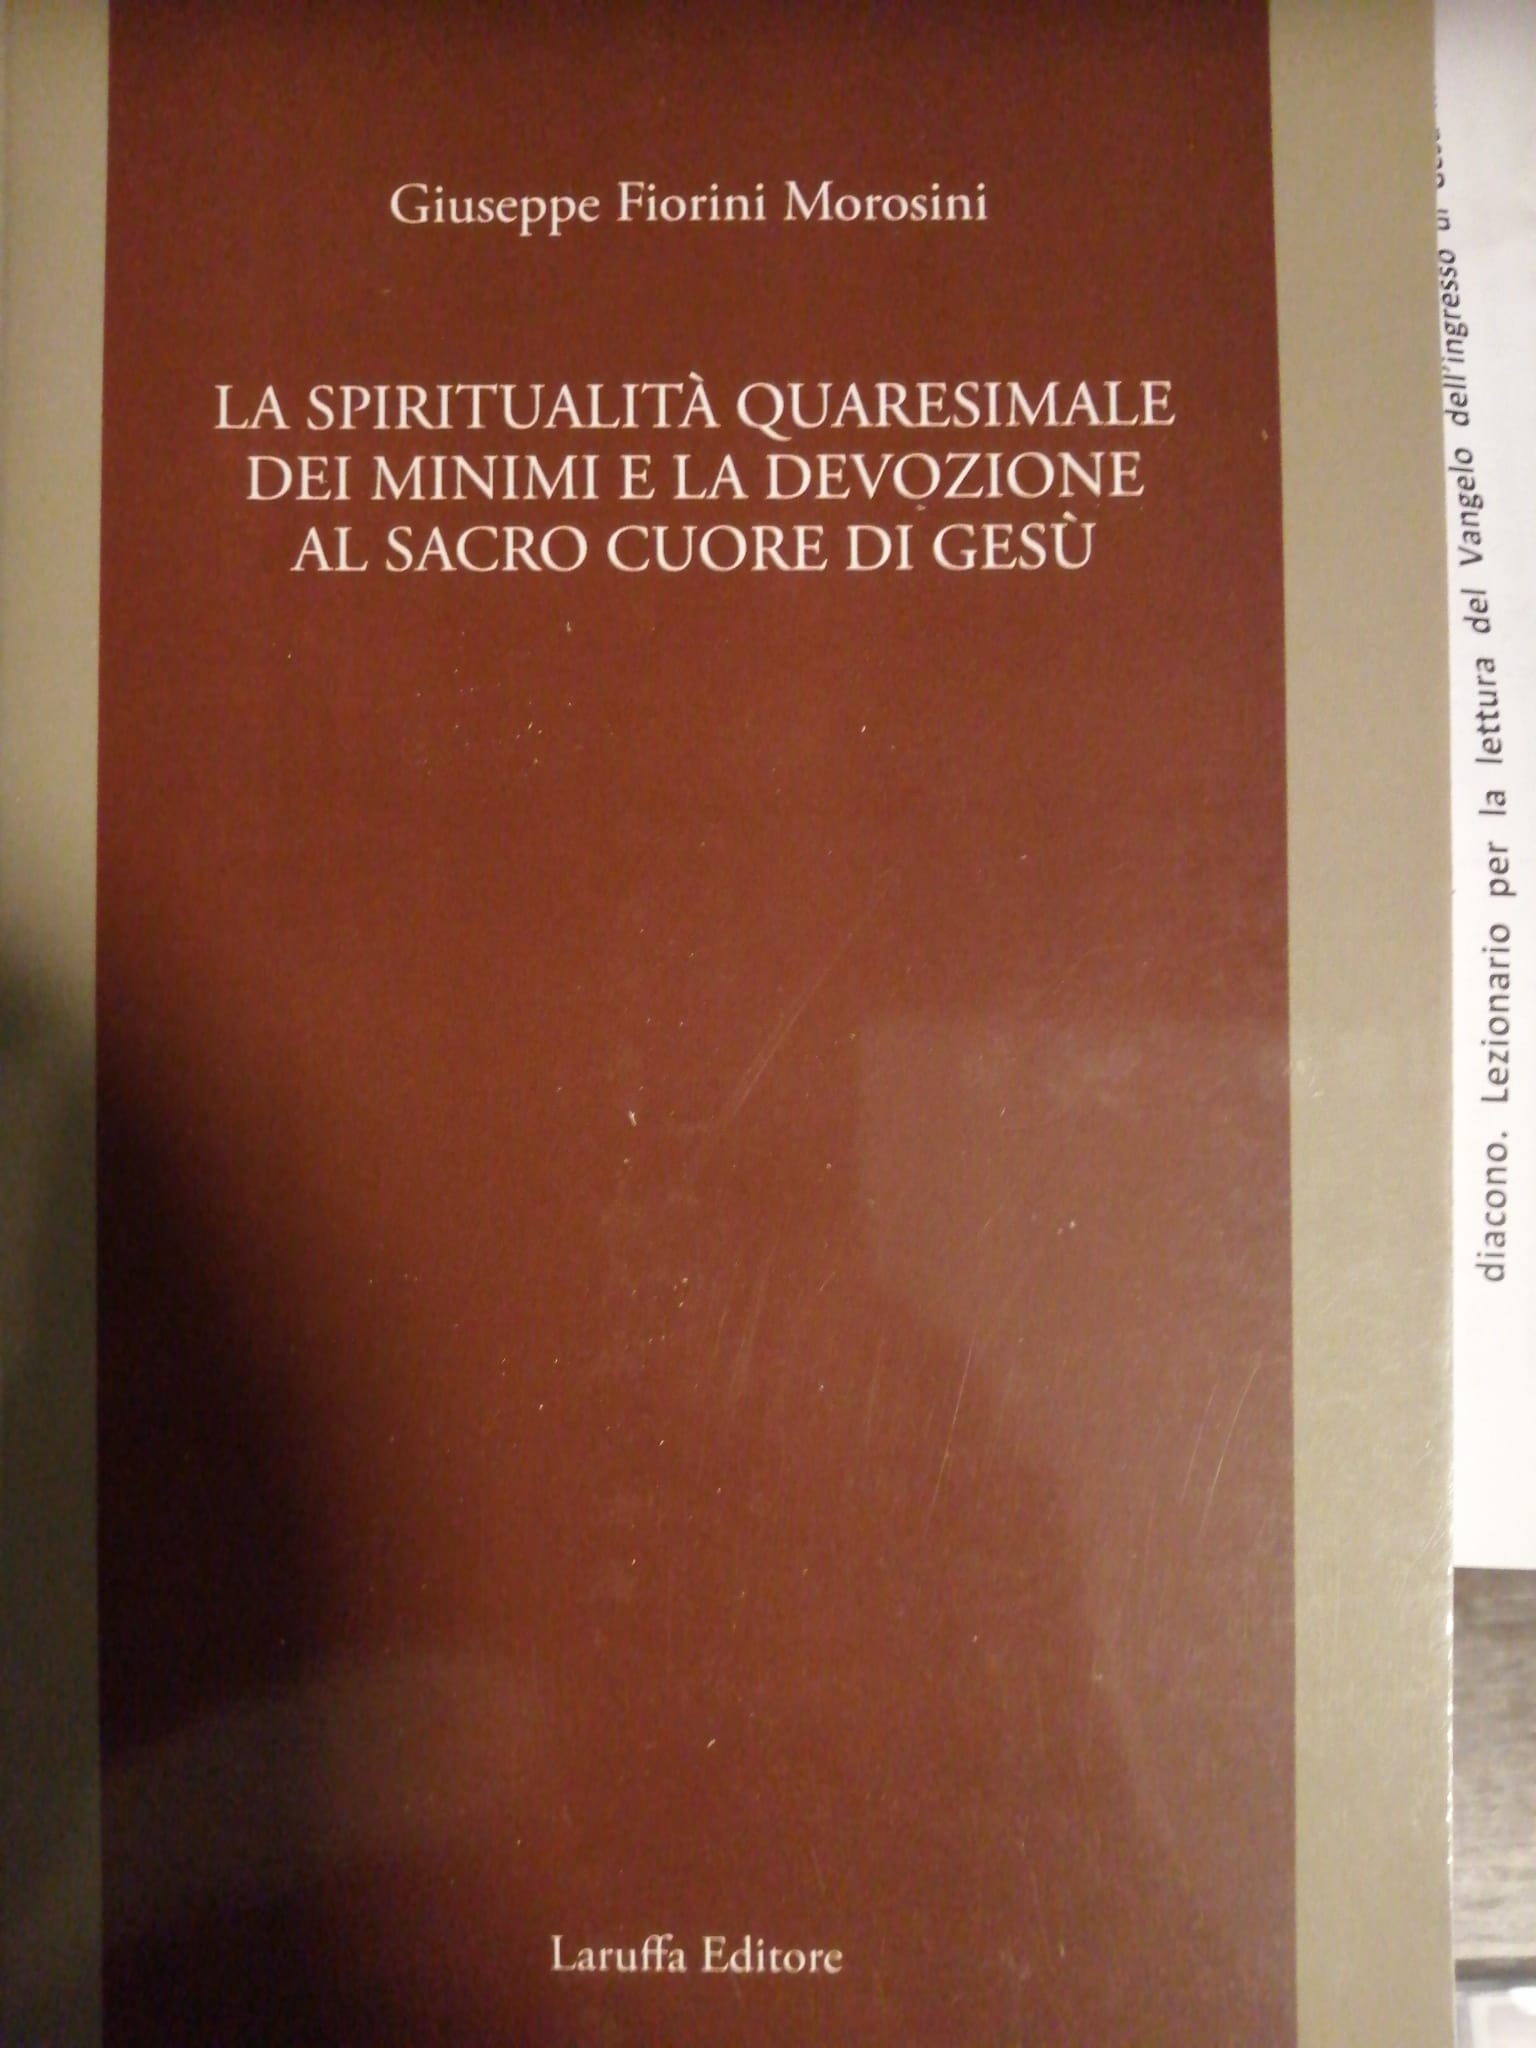 Giuseppe Fiorini Morosini
LA SPIRITUALITÀ QUARESIMALE
DEI MINIMI E LA DEVOZIONE
AL SACRO CUORE DI GESÙ
Laruffa Editore
diacono. Lezionario per la lettura del Vangelo dell'ingresso di